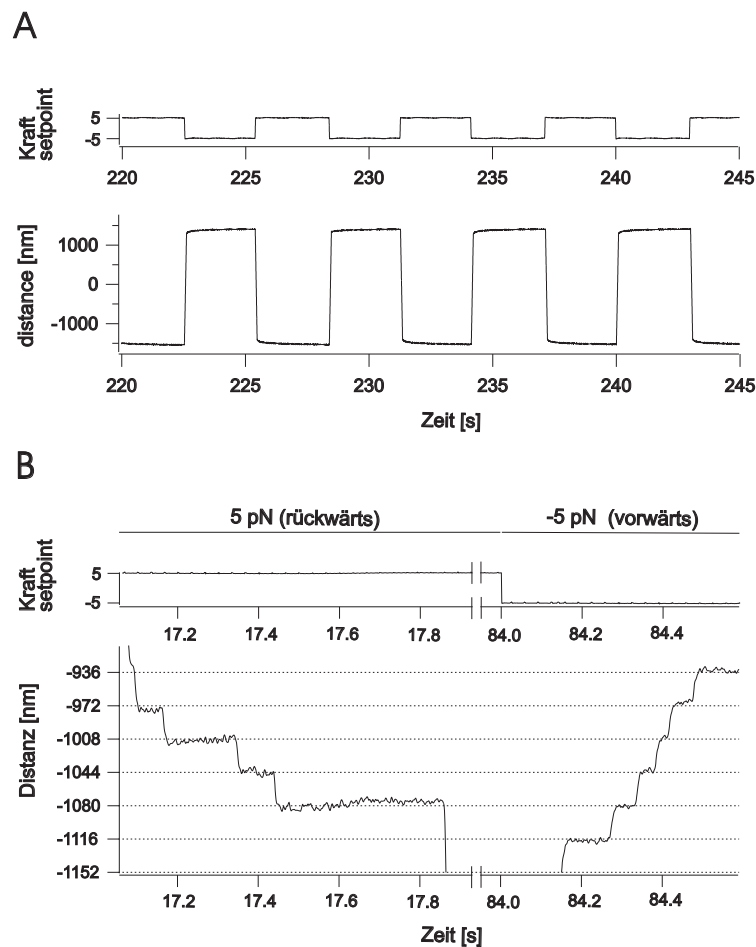 A
Kraft
setpoint
5
-5
220 225 230 235 240 245
distance [nm]
1000
0
-1000
220 225 230 235 240 245
Zeit [s]
B
5 pN (rückwärts) -5 pN (vorwärts)
Kraft
setpoint
5
-5
17.2 17.4 17.6 17.8 84.0 84.2 84.4
Distanz [nm]
-936
-972
-1008
-1044
-1080
-1116
-1152
17.2 17.4 17.6 17.8 84.0 84.2 84.4
Zeit [s]